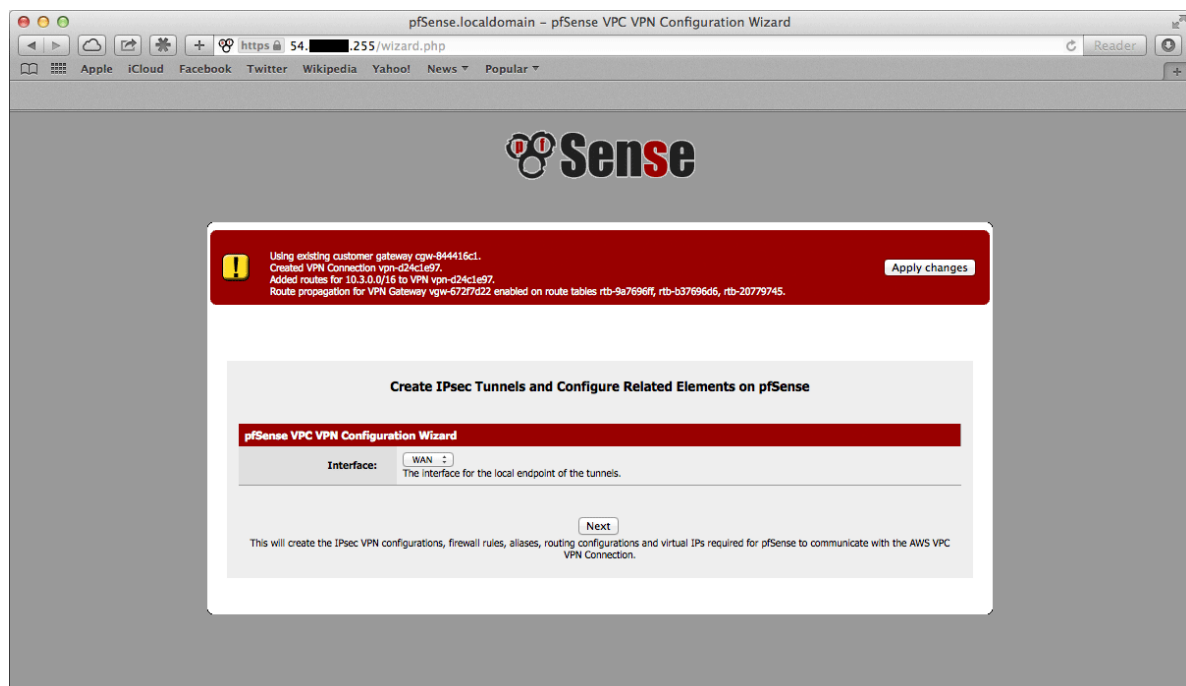 pfSense.localdomain – pfSense VPC VPN Configuration Wizard
https 54. .255/wizard.php
Reader
Apple iCloud Facebook Twitter Wikipedia Yahoo! News Popular
pf Sense
Using existing customer gateway cgw-844416c1.
Created VPN Connection vpn-d24c1e97.
Added routes for 10.3.0.0/16 to VPN vpn-d24c1e97.
Route propagation for VPN Gateway vgw-672f7d22 enabled on route tables rtb-9a7696ff, rtb-b37696d6, rtb-20779745.
Apply changes
Create IPsec Tunnels and Configure Related Elements on pfSense
pfSense VPC VPN Configuration Wizard
Interface:
WAN
The interface for the local endpoint of the tunnels.
Next
This will create the IPsec VPN configurations, firewall rules, aliases, routing configurations and virtual IPs required for pfSense to communicate with the AWS VPC
VPN Connection.